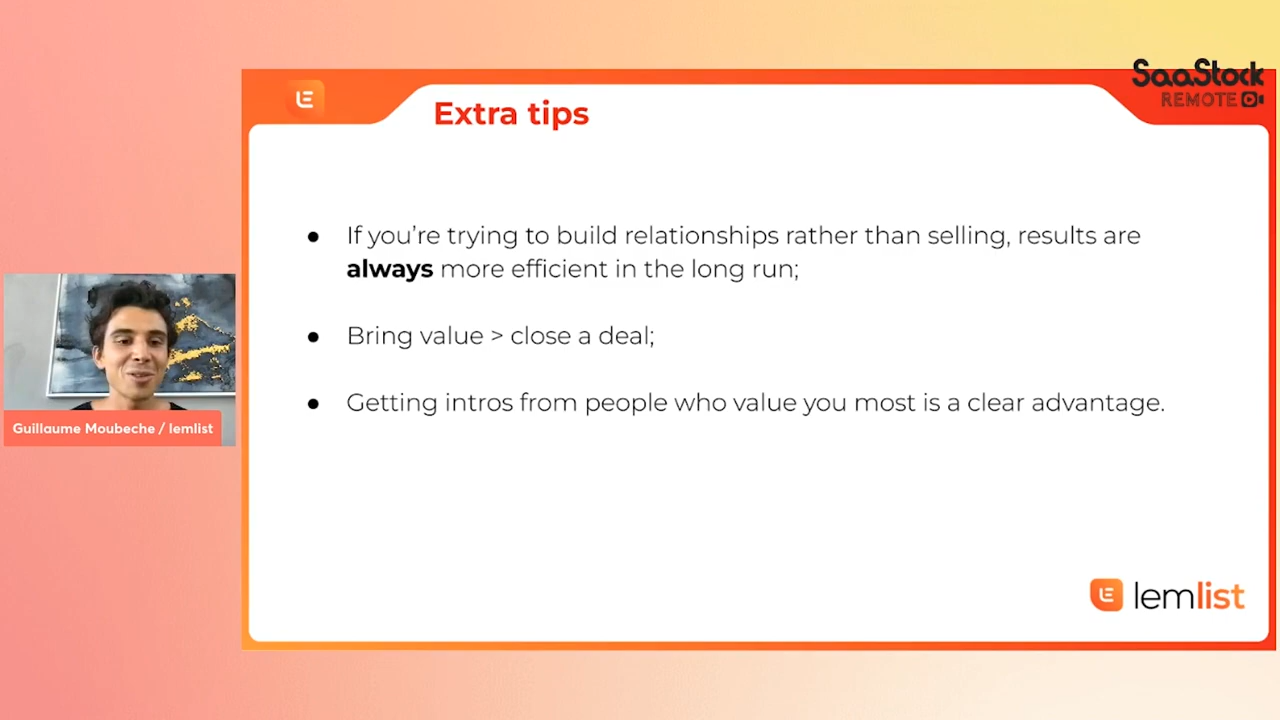 SaaStock
REMOTE
Extra tips
● If you’re trying to build relationships rather than selling, results are
always more efficient in the long run;
● Bring value > close a deal;
● Getting intros from people who value you most is a clear advantage.
Guillaume Moubeche / lemlist
lemlist